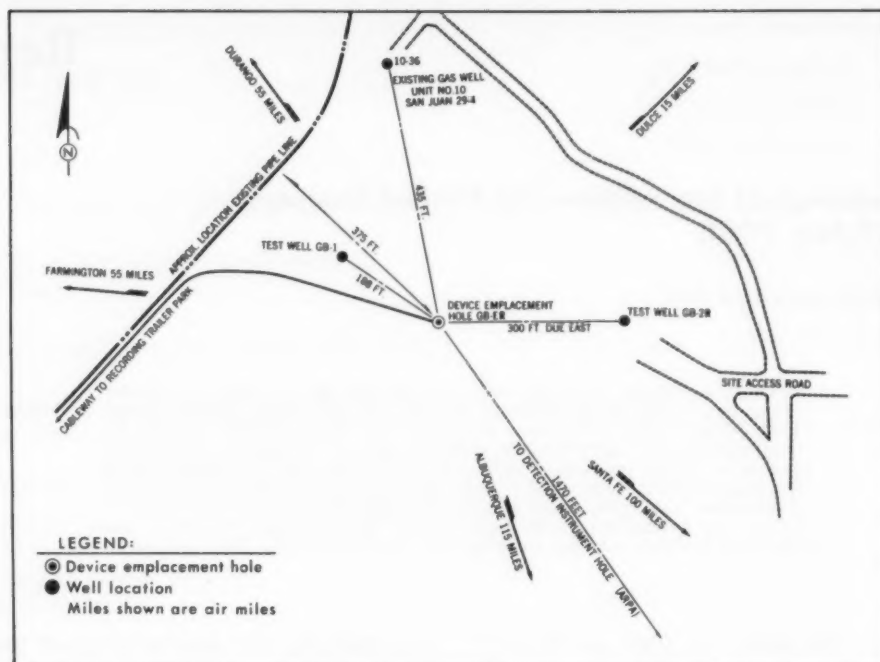 10-36
EXISTING GAS WELL
UNIT NO.10
SAN JUAN 29-4
DURANGO 55 MILES
DULCE 15 MILES
N
APPROX. LOCATION EXISTING PIPE LINE
435 FT.
375 FT
TEST WELL GB-1
188 FT.
FARMINGTON 55 MILES
CABLEWAY TO RECORDING TRAILER PARK
DEVICE EMPLACEMENT
HOLE GB-ER
300 FT DUE EAST
TEST WELL GB-2R
SITE ACCESS ROAD
1470 FEET
TO DETECTION INSTRUMENT HOLE (ARPA)
ALBUQUERQUE 115 MILES
SANTA FE 100 MILES
LEGEND:
Device emplacement hole
Well location
Miles shown are air miles